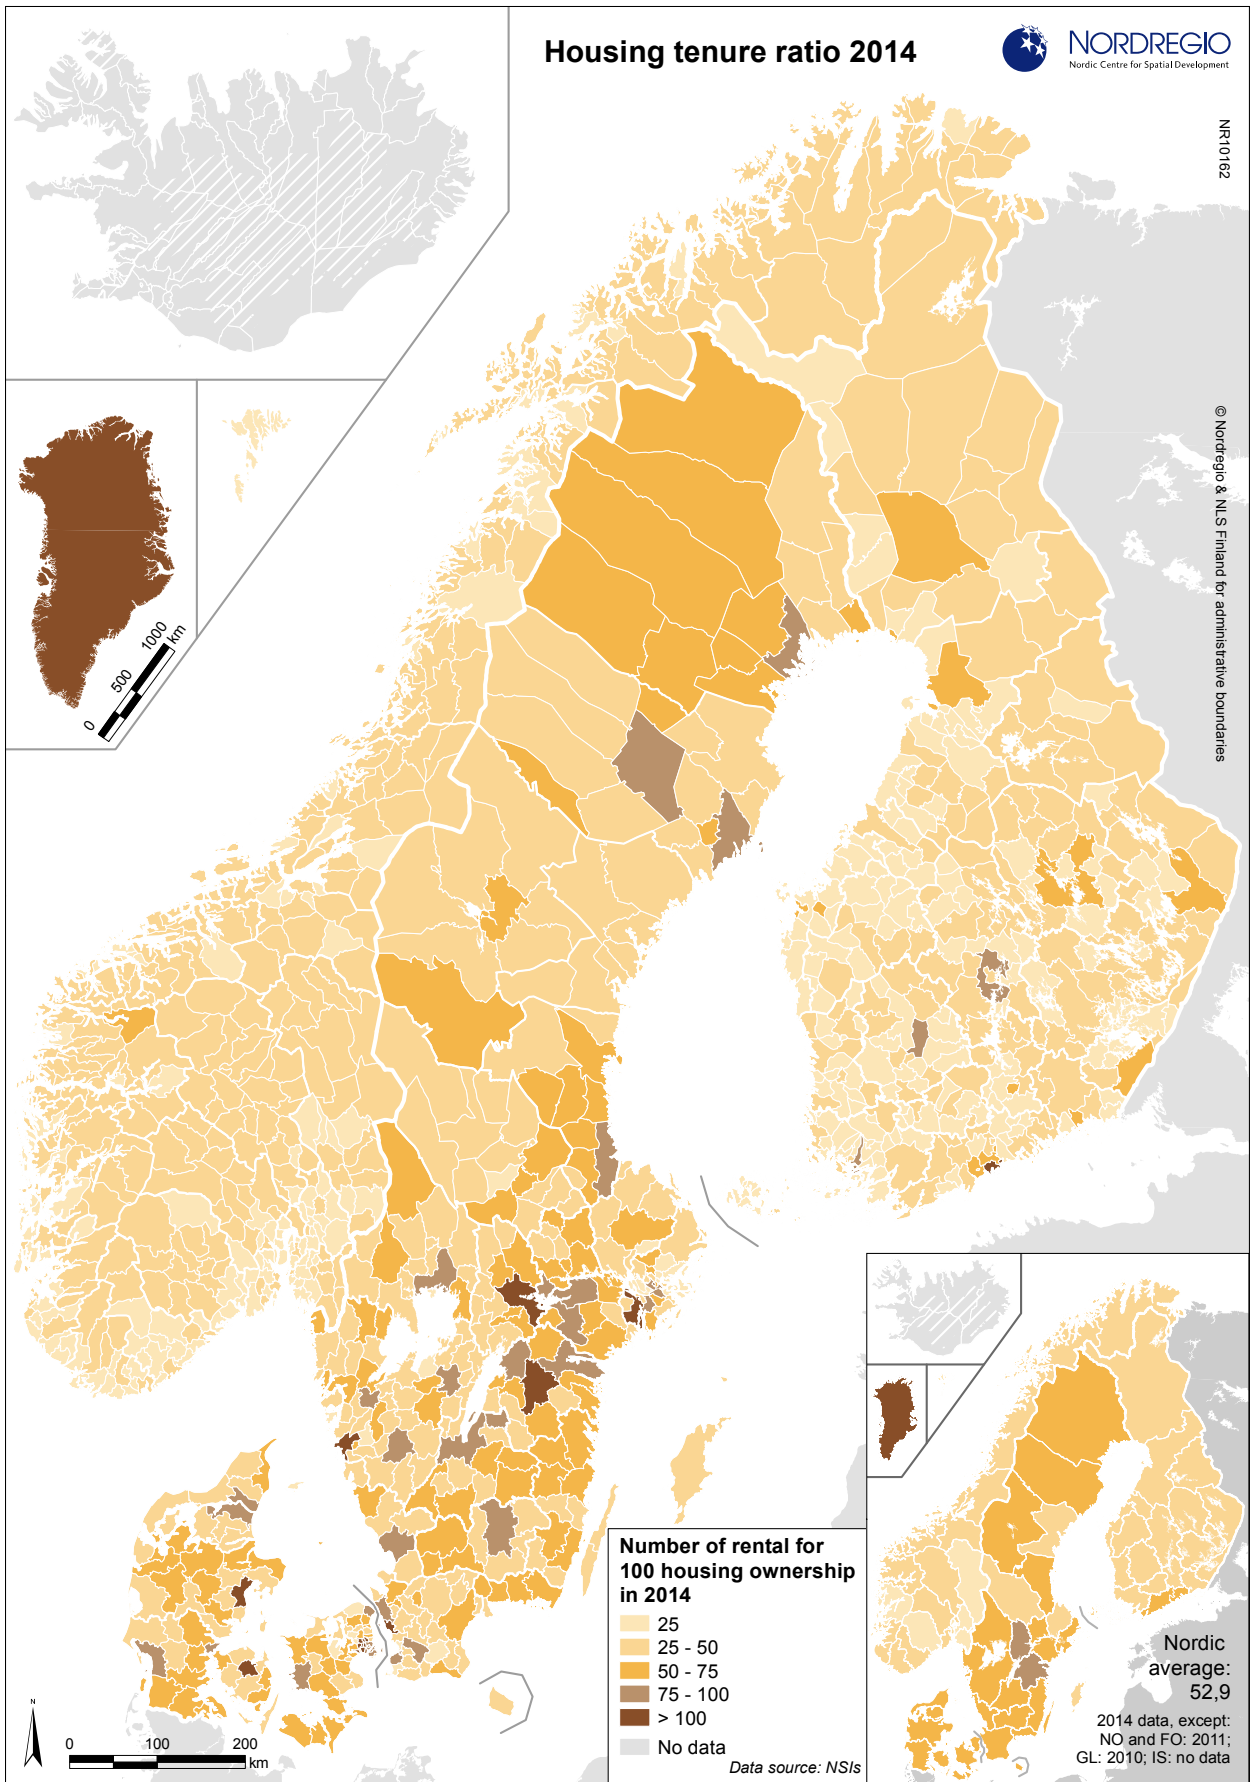 Housing tenure ratio 2014
NORDREGIO
Nordic Centre for Spatial Development
NR10162
© Nordregio & NLS Finland for administrative boundaries
0
500
1000
km
Number of rental for
100 housing ownership
in 2014
25
25 - 50
50 - 75
75 - 100
> 100
No data
Data source: NSIs
Nordic
average:
52,9
2014 data, except:
NO and FO: 2011;
GL: 2010; IS: no data
N
0
100
200
km